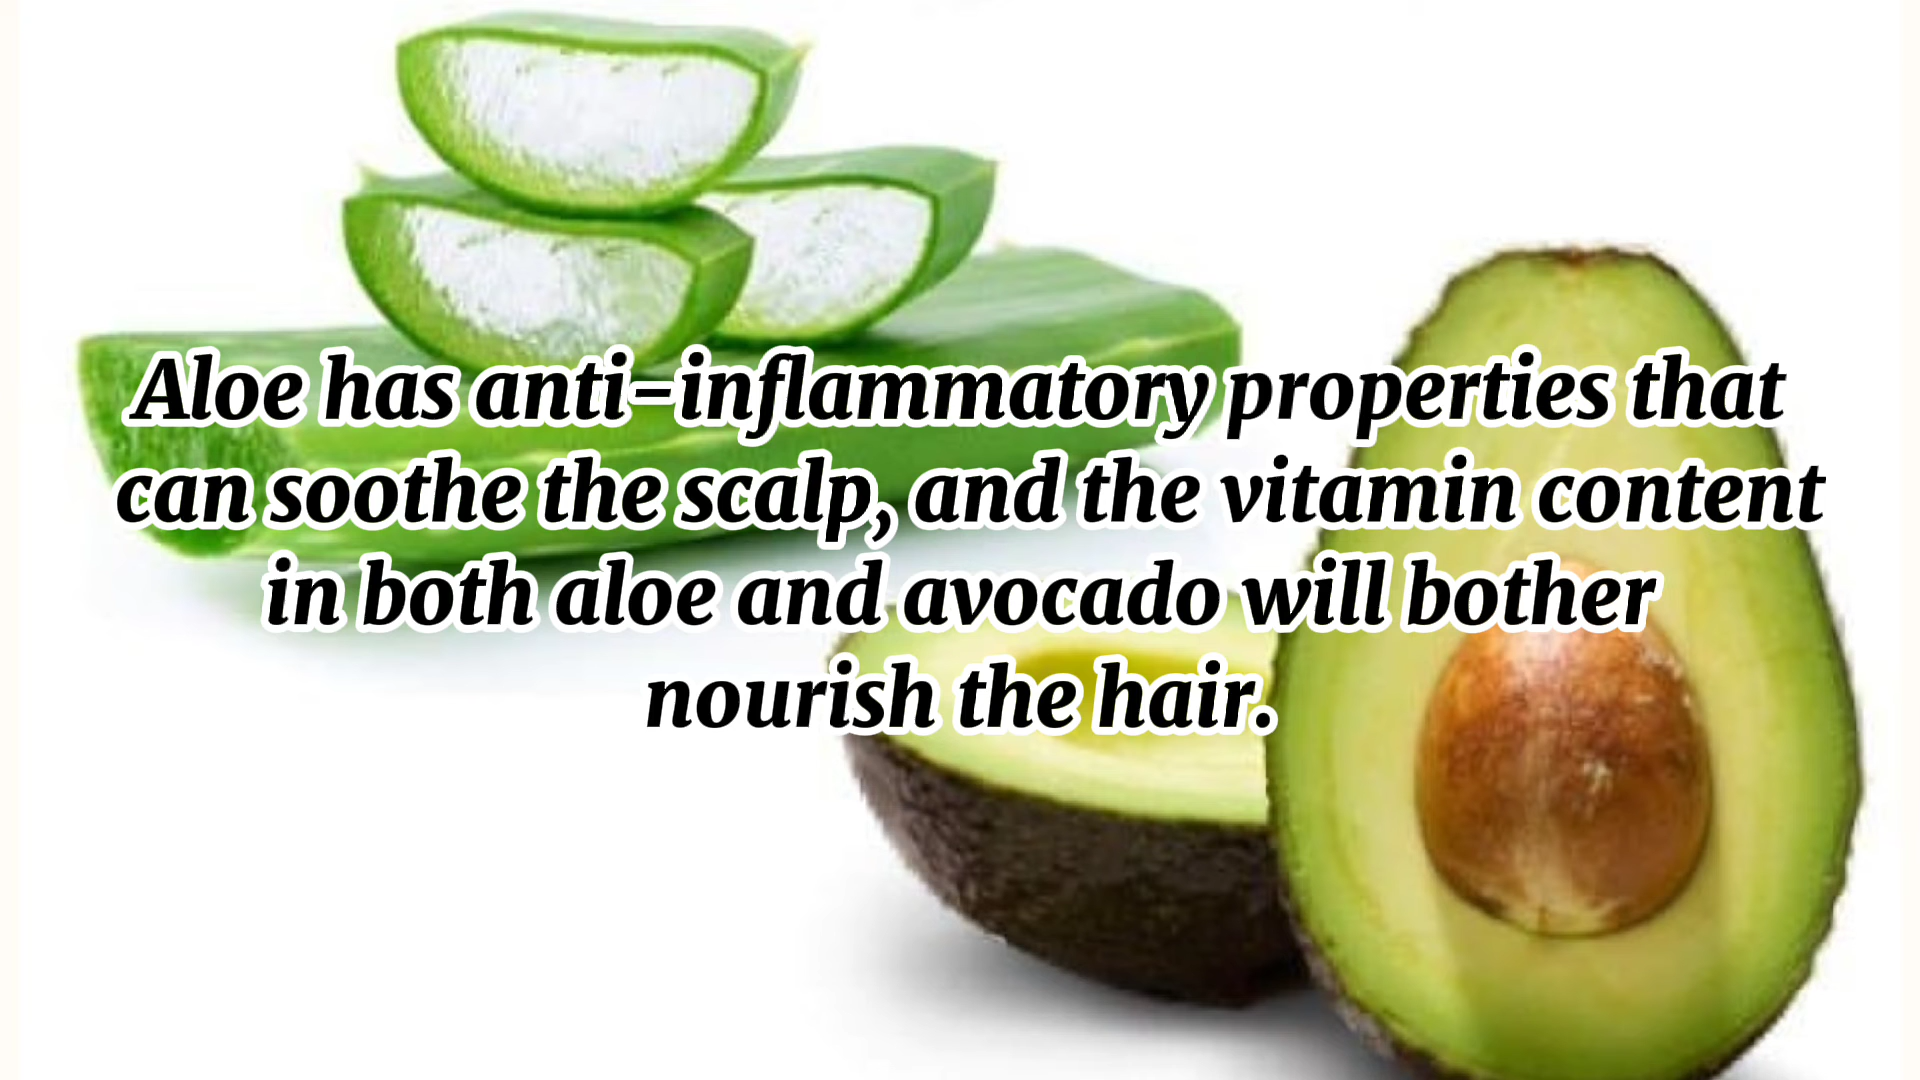 Aloe has anti-inflammatory properties that
can soothe the scalp, and the vitamin content
in both aloe and avocado will bother
nourish the hair.